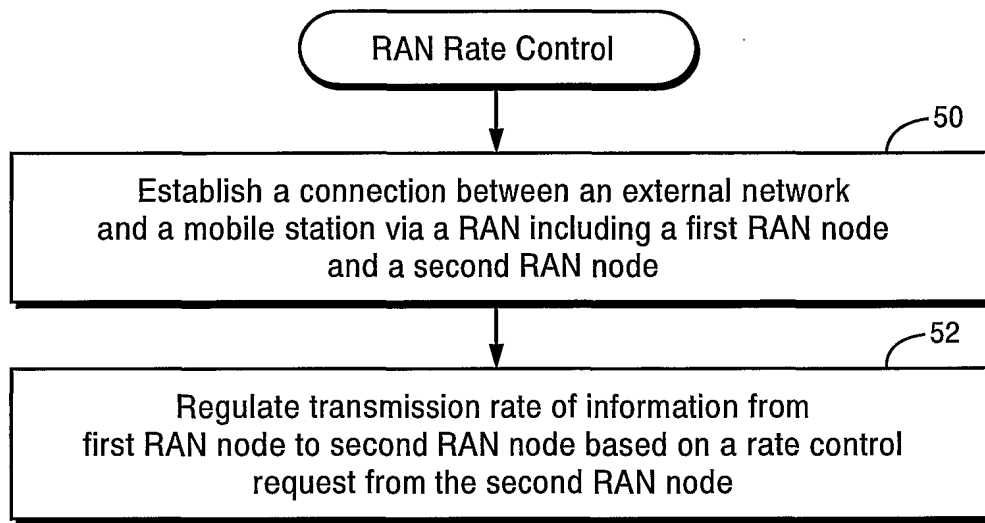 RAN Rate Control
50
Establish a connection between an external network
and a mobile station via a RAN including a first RAN node
and a second RAN node
52
Regulate transmission rate of information from
first RAN node to second RAN node based on a rate control
request from the second RAN node